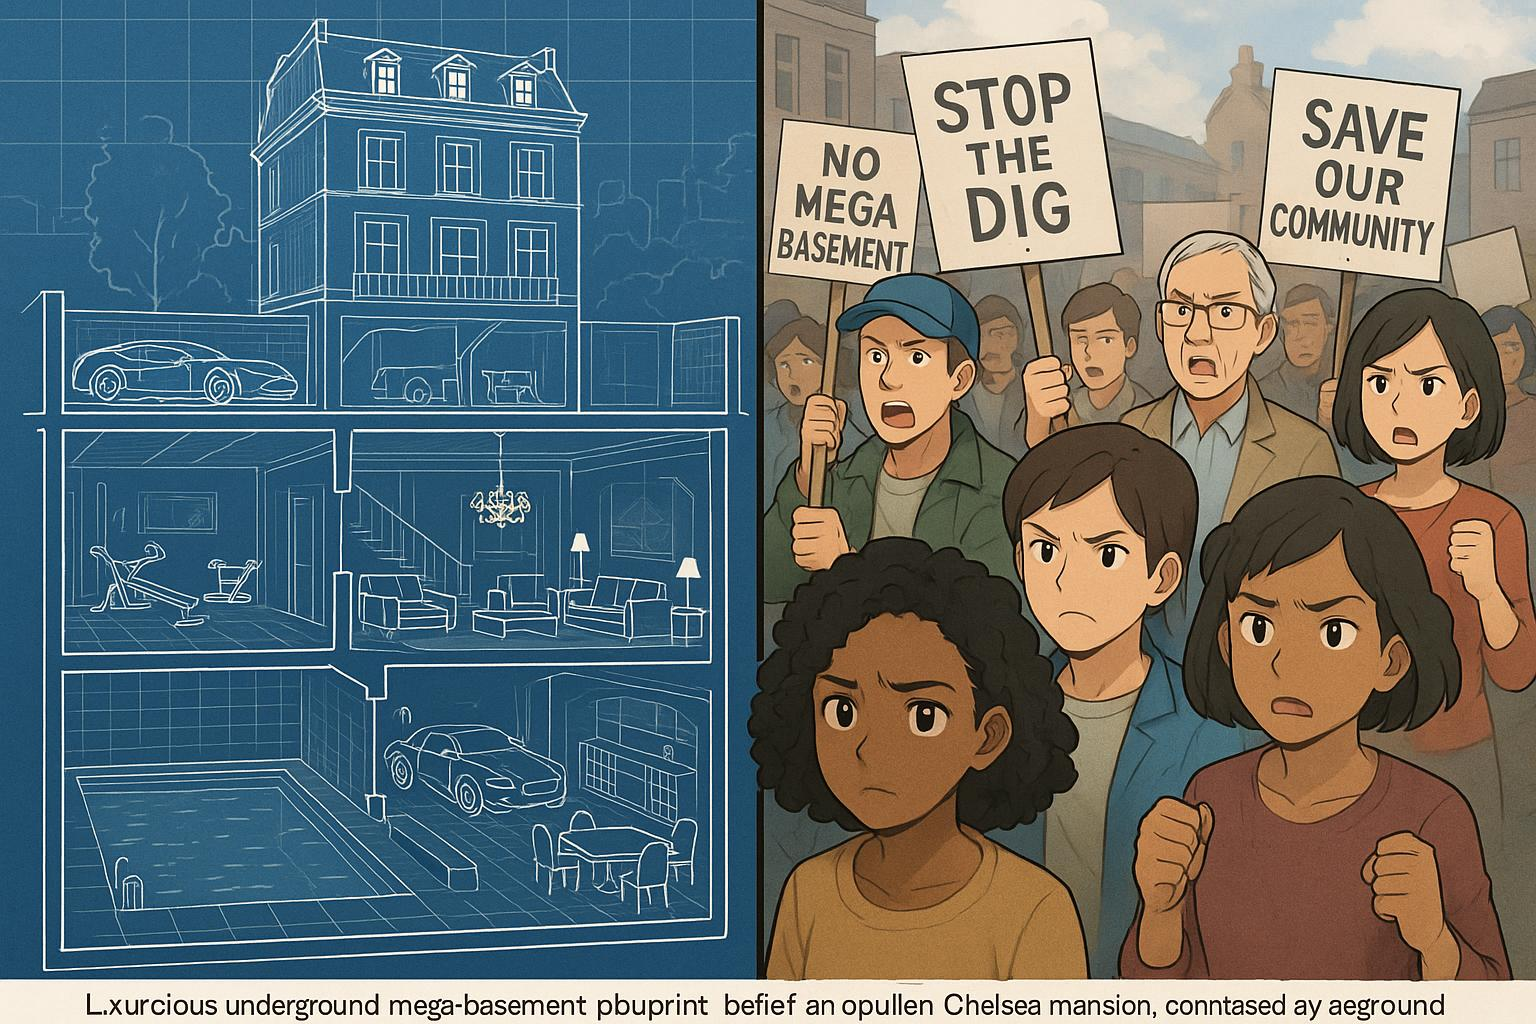 NO
MEGA
BASEMENT
STOP
THE
DIG
SAVE
OUR
COMMUNITY
L.xurcious underground mega-basement pbuprint befief an opullen Chelsea mansion, conntased ay aeground